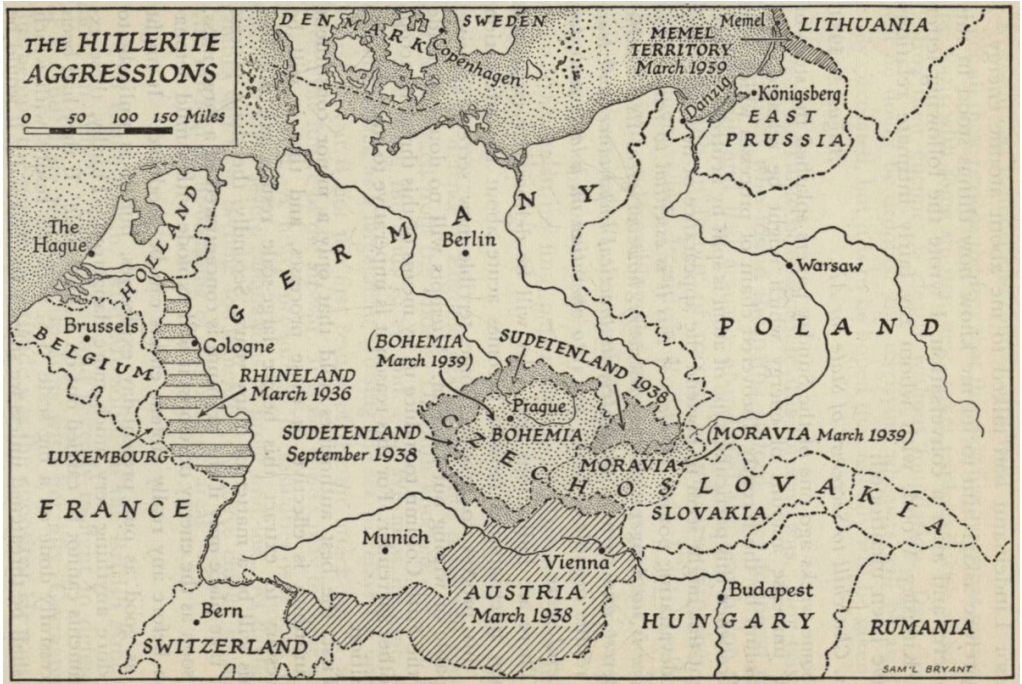 THE HITLERITE
AGGRESSIONS
0 50 100 150 Miles
DENMARK
SWEDEN
Copenhagen
Memel
LITHUANIA
MEMEL
TERRITORY
March 1939
Danzig
Königsberg
EAST
PRUSSIA
The
Hague
HOLLAND
GERMANY
Berlin
Warsaw
POLAND
Brussels
BELGIUM
Cologne
RHINELAND
March 1936
LUXEMBOURG
(BOHEMIA
March 1939)
SUDETENLAND 1938
Prague
BOHEMIA
SUDETENLAND
September 1938
(MORAVIA March 1939)
MORAVIA
CZECHOSLOVAKIA
SLOVAKIA
FRANCE
Munich
Vienna
AUSTRIA
March 1938
Budapest
HUNGARY
RUMANIA
Bern
SWITZERLAND
SAM'L BRYANT